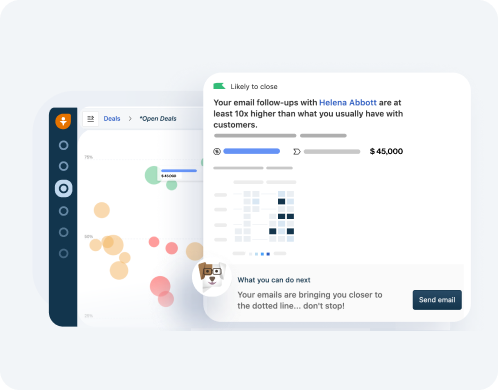 Likely to close
Your email follow-ups with Helena Abbott are at
least 10x higher than what you usually have with
customers.
$ 45,000
Deals > *Open Deals
75%
$ 45,000
50%
25%
What you can do next
Your emails are bringing you closer to
the dotted line... don't stop!
Send email